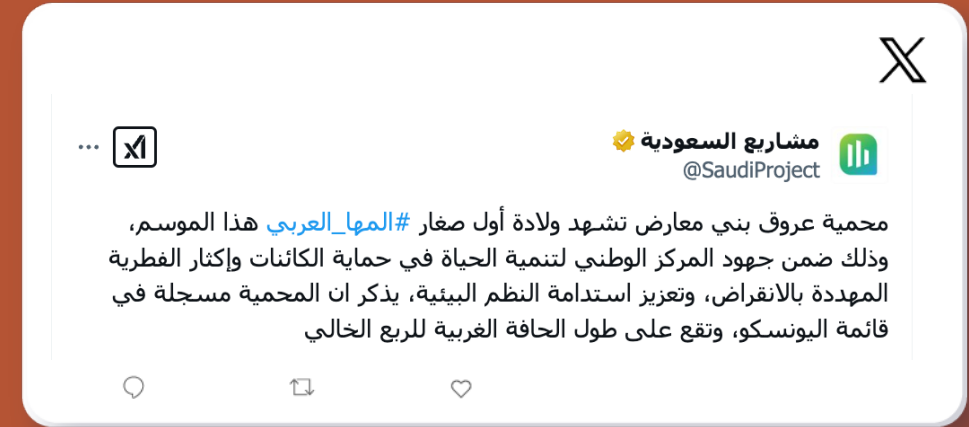 مشاريع السعودية
@SaudiProject
محمية عروق بني معارض تشهد ولادة أول صغار #المها_العربي هذا الموسم،
وذلك ضمن جهود المركز الوطني لتنمية الحياة في حماية الكائنات وإكثار الفطرية
المهددة بالانقراض، وتعزيز استدامة النظم البيئية، يذكر ان المحمية مسجلة في
قائمة اليونسكو، وتقع على طول الحافة الغربية للربع الخالي